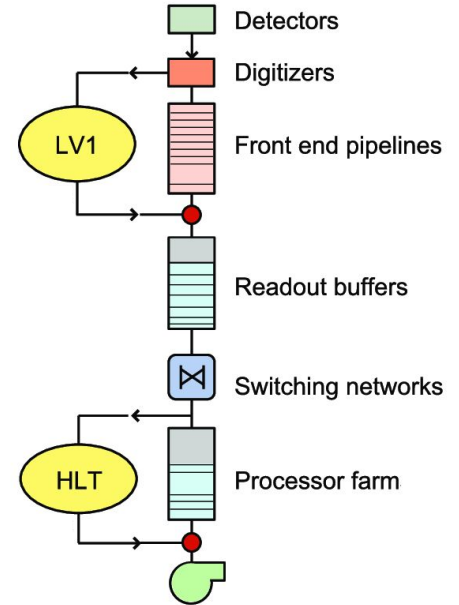 Detectors
Digitizers
LV1
Front end pipelines
Readout buffers
Switching networks
HLT
Processor farm